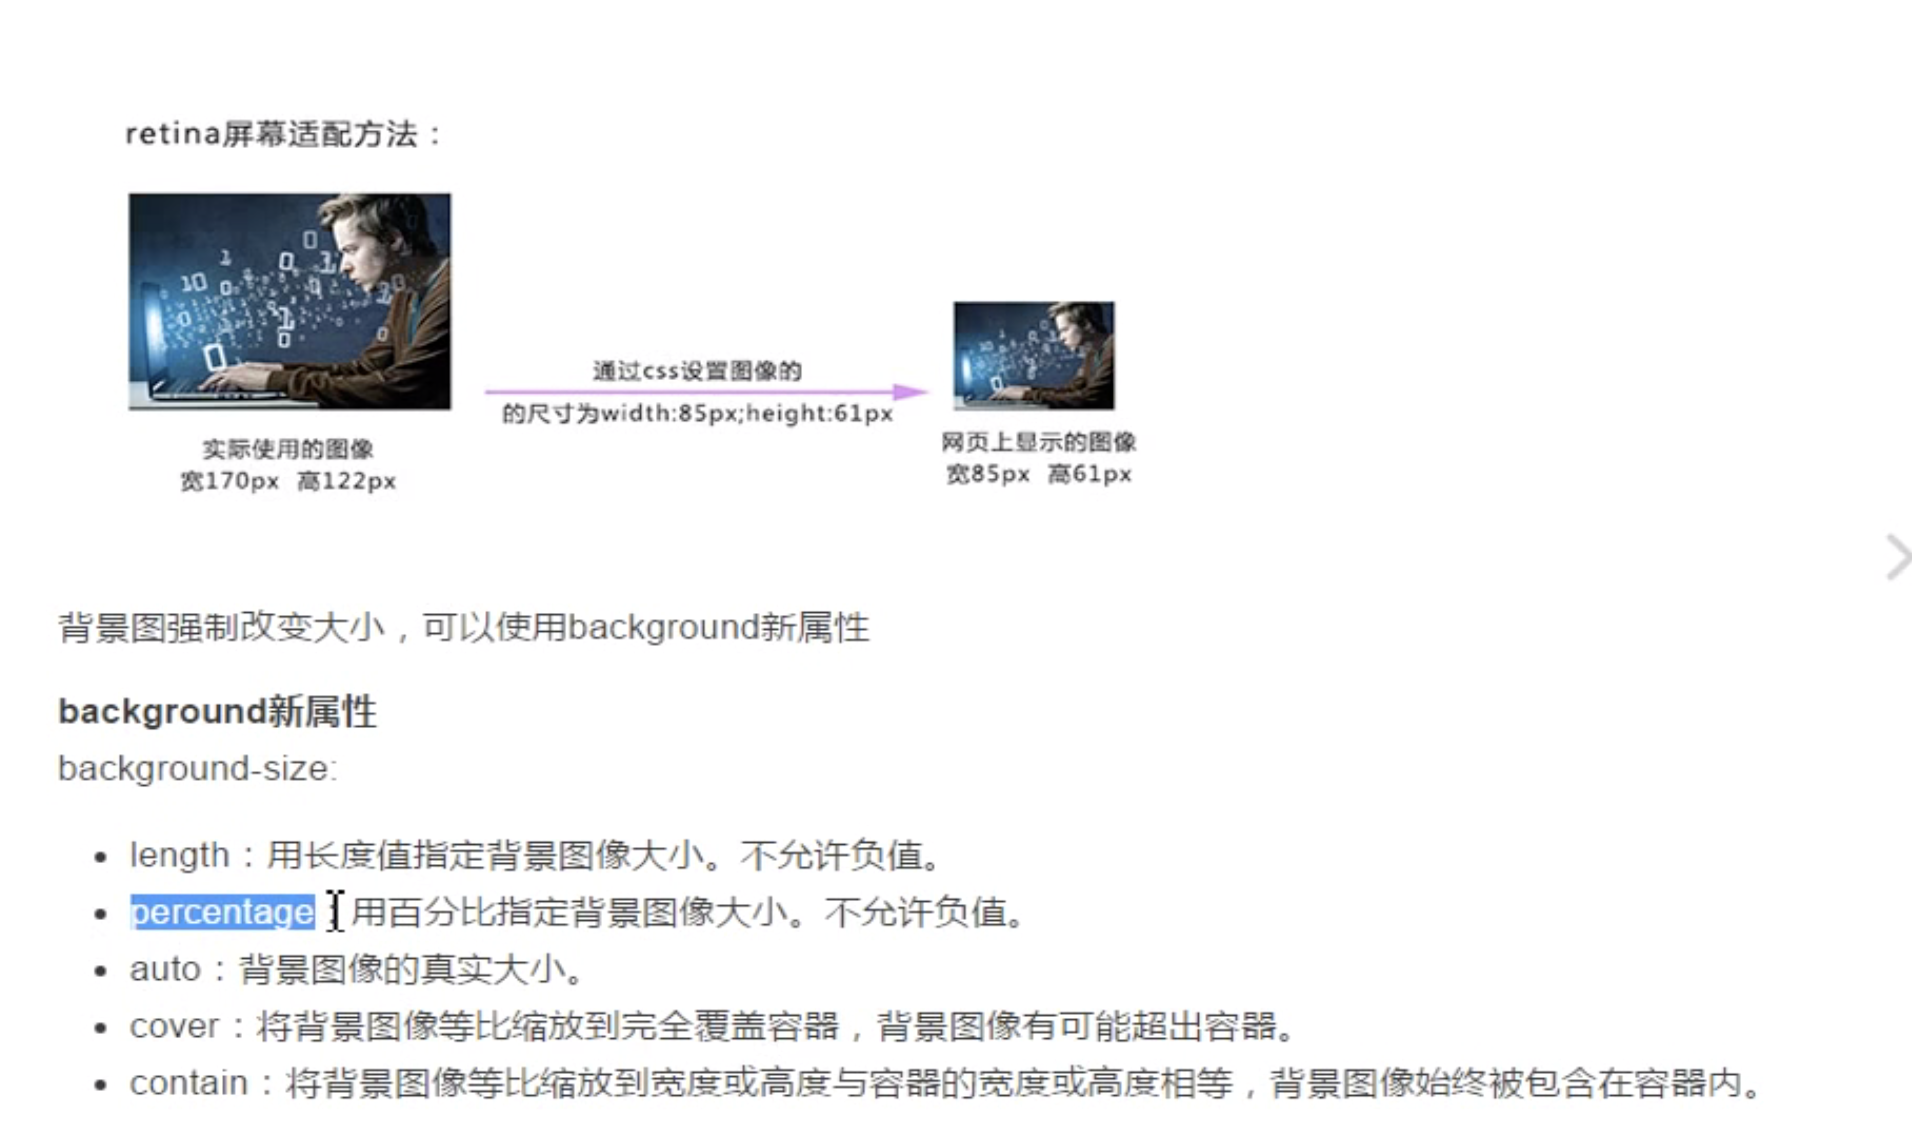 retina屏幕适配方法：
通过css设置图像的
的尺寸为width:85px;height:61px
实际使用的图像
宽170px 高122px
网页上显示的图像
宽85px 高61px
背景图强制改变大小，可以使用background新属性
background新属性
background-size:
• length：用长度值指定背景图像大小。不允许负值。
• percentage：用百分比指定背景图像大小。不允许负值。
• auto：背景图像的真实大小。
• cover：将背景图像等比缩放到完全覆盖容器，背景图像有可能超出容器。
• contain：将背景图像等比缩放到宽度或高度与容器的宽度或高度相等，背景图像始终被包含在容器内。